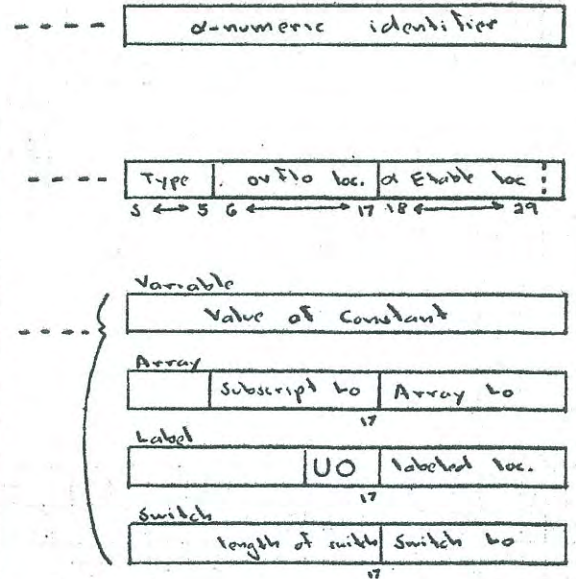 α-numeric identifier
Type ovflo loc. α Etable loc
S ↔ 5 6 ↔ 17 18 ↔ 29
Variable
Value of Constant
Array
Subscript Lo Array Lo
17
Label
UO labeled loc.
17
Switch
length of switch Switch Lo
17